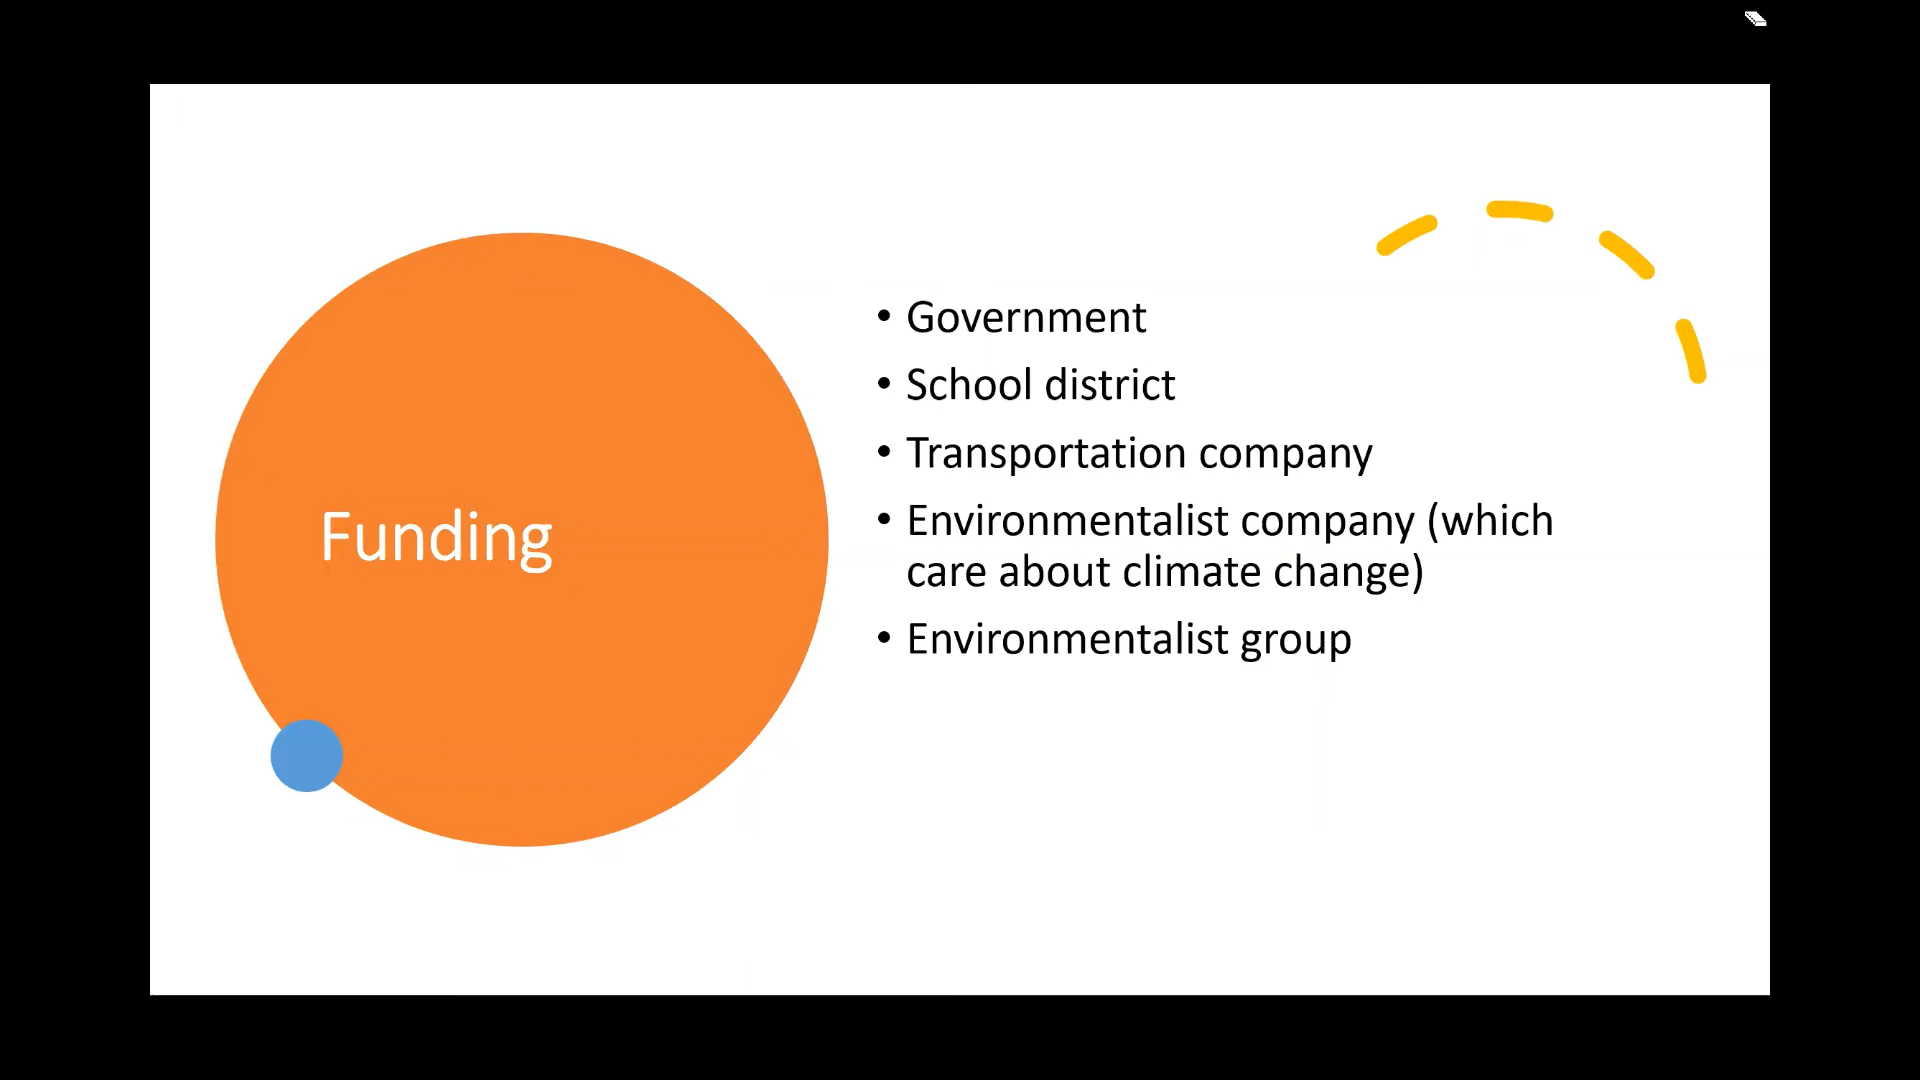 Funding
• Government
• School district
• Transportation company
• Environmentalist company (which
care about climate change)
• Environmentalist group